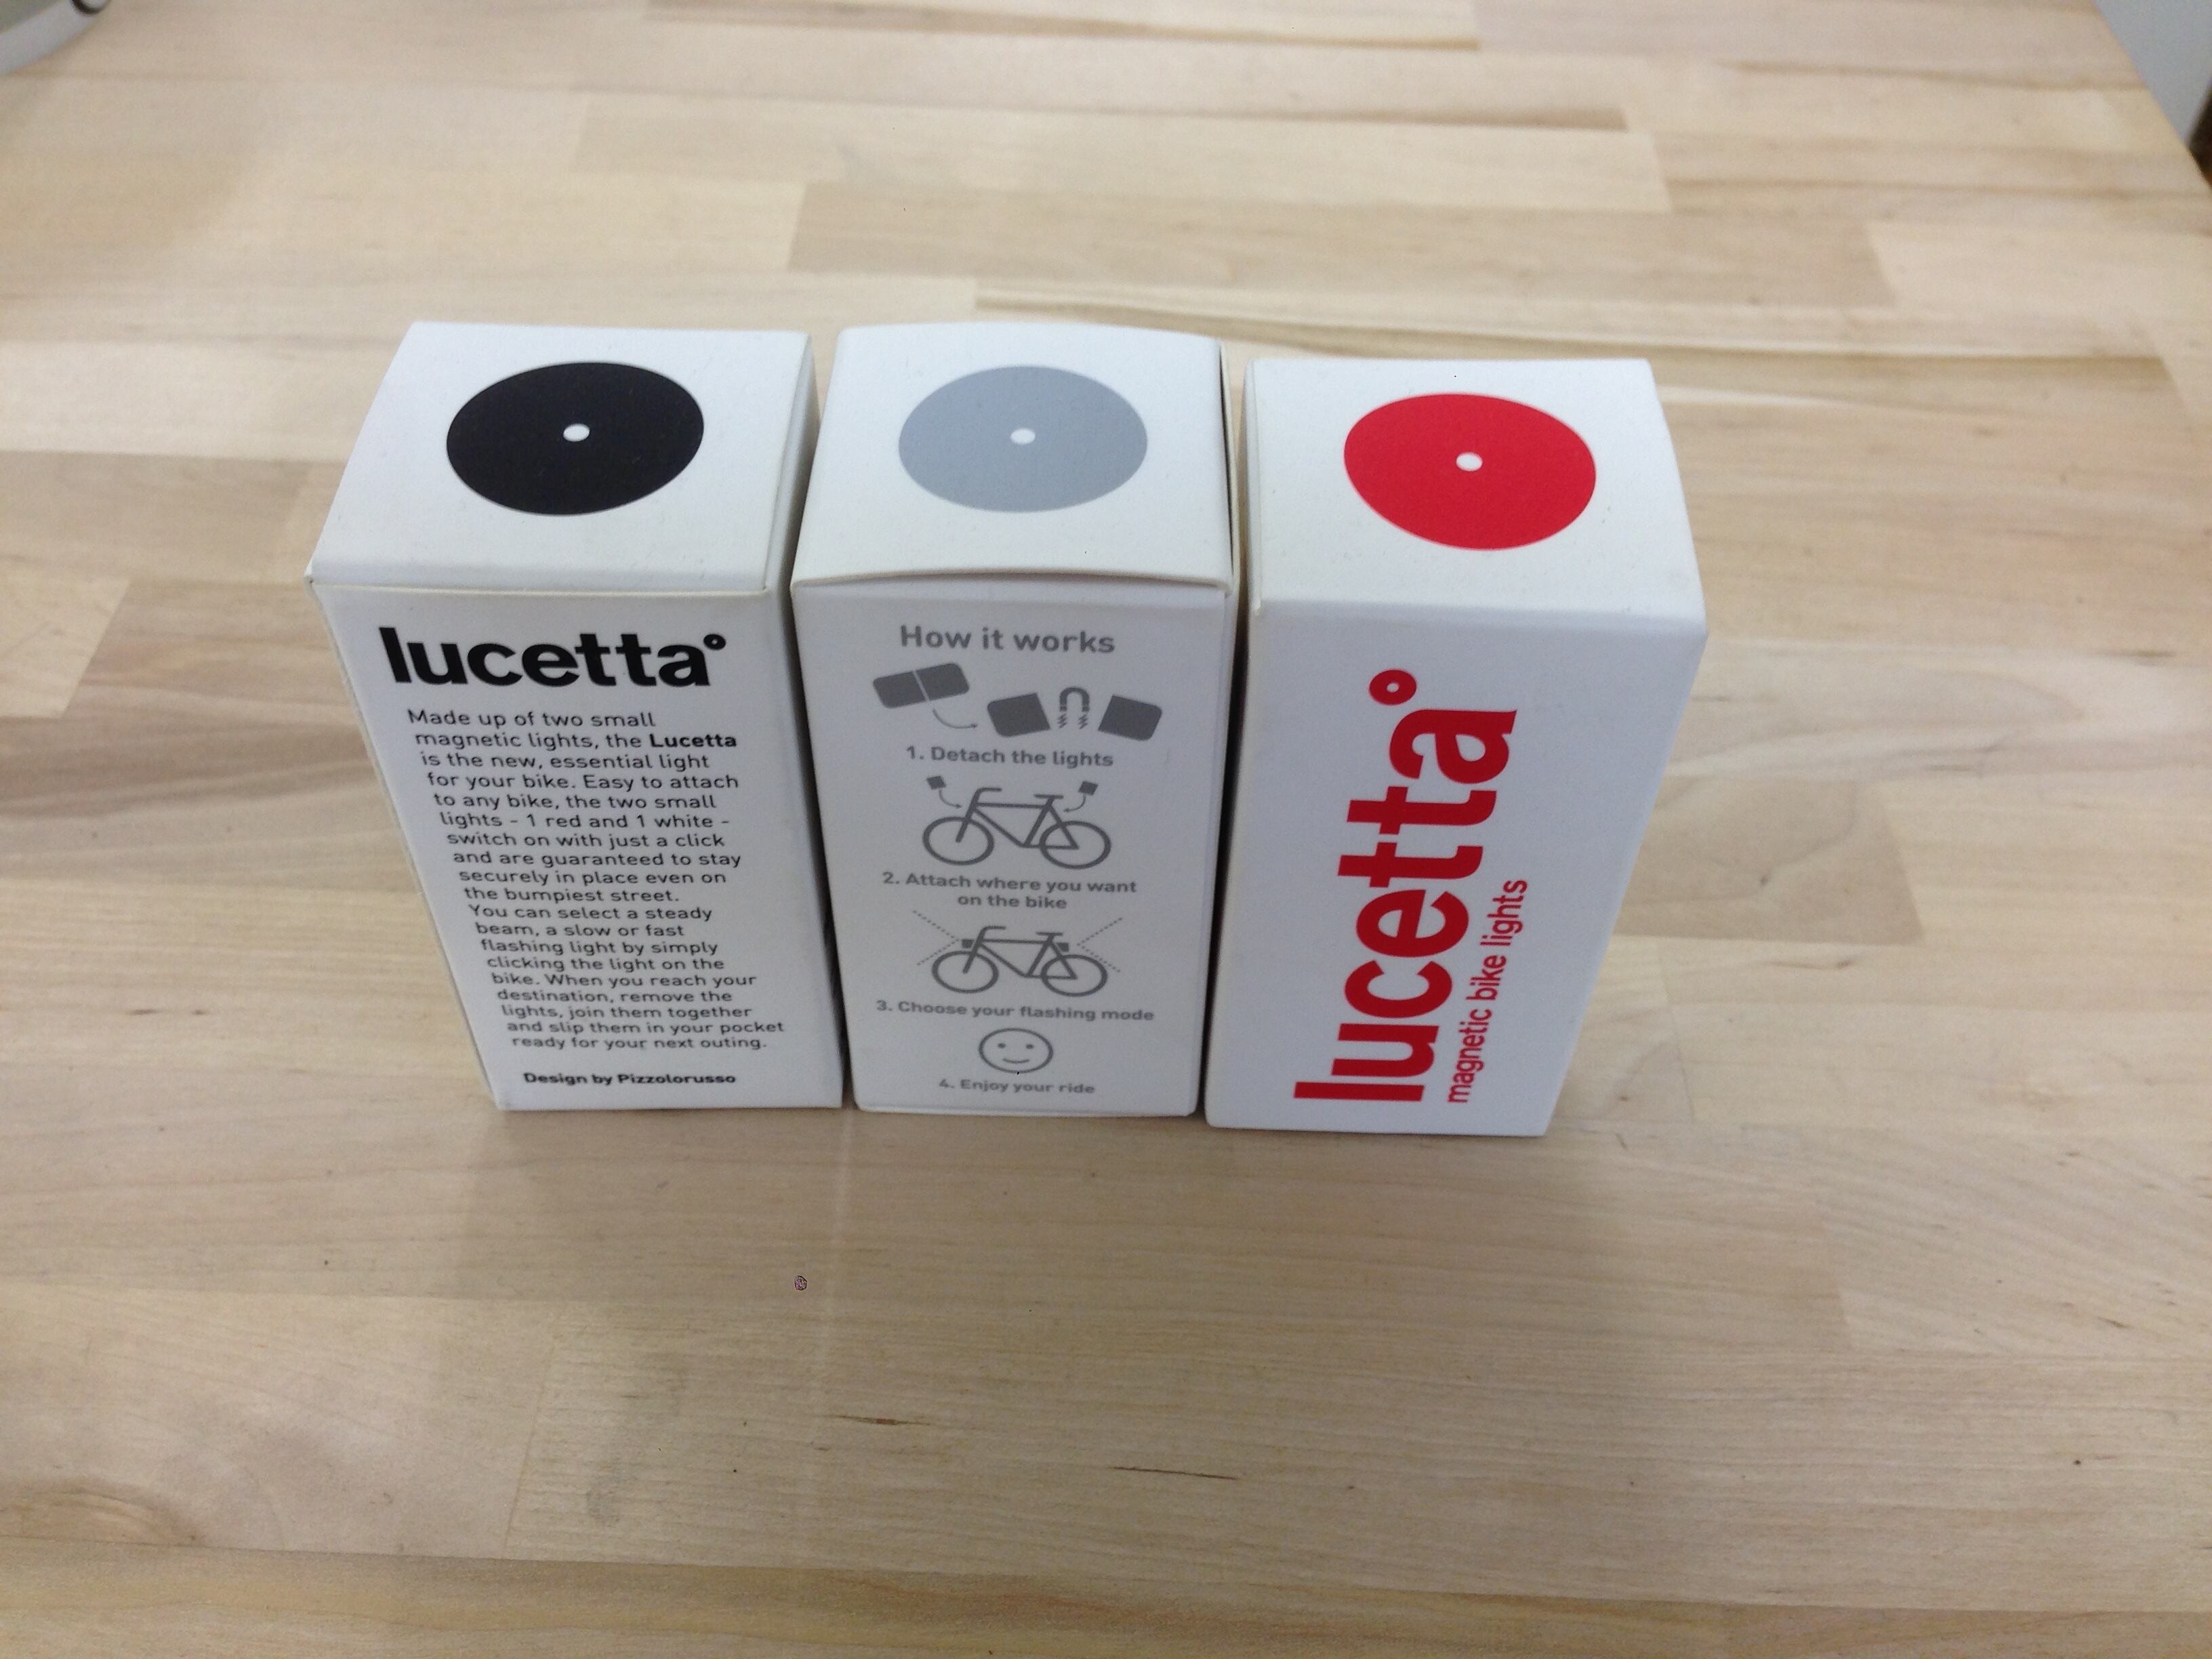 lucetta°
Made up of two small
magnetic lights, the Lucetta
is the new, essential light
for your bike. Easy to attach
to any bike, the two small
lights - 1 red and 1 white -
switch on with just a click
and are guaranteed to stay
securely in place even on
the bumpiest street.
You can select a steady
beam, a slow or fast
flashing light by simply
clicking the light on the
bike. When you reach your
destination, remove the
lights, join them together
and slip them in your pocket
ready for your next outing.
Design by Pizzolorusso
How it works
1. Detach the lights
2. Attach where you want
on the bike
3. Choose your flashing mode
4. Enjoy your ride
lucetta°
magnetic bike lights